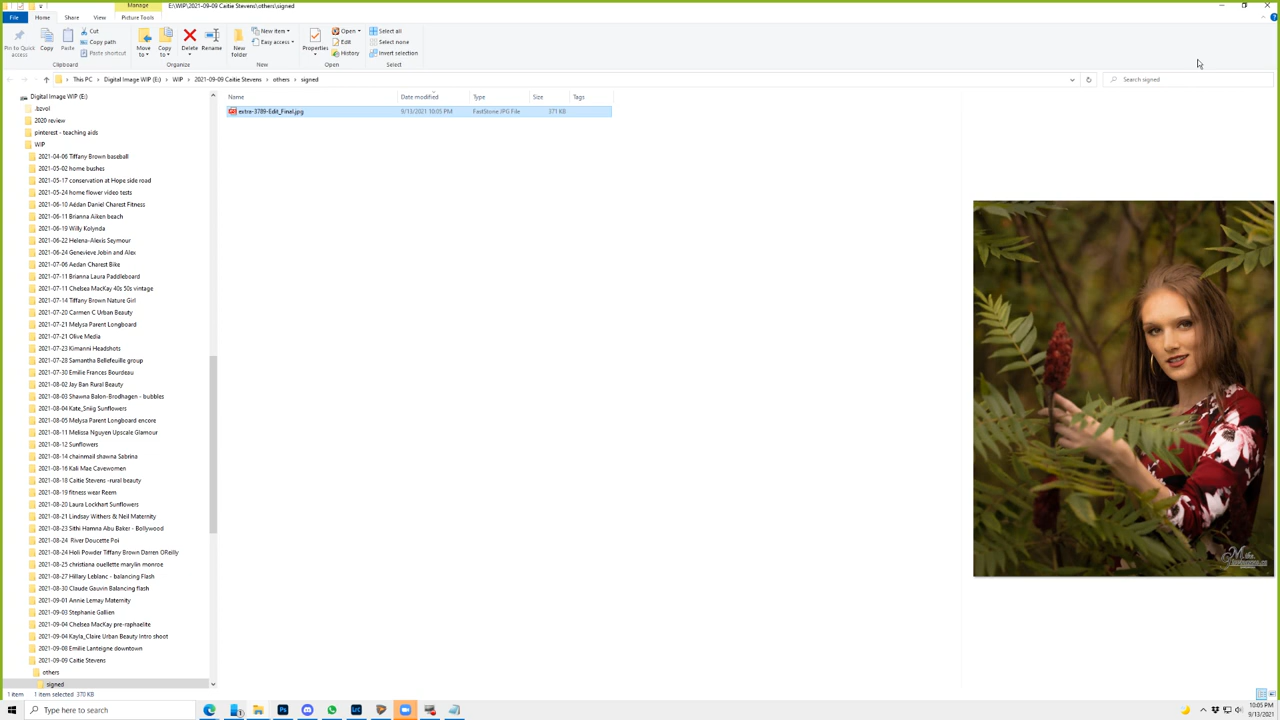 Manage
E:\WIP\2021-09-09 Caitie Stevens\others\signed
File Home Share View Picture Tools
Pin to Quick access
Copy
Paste
Cut
Copy path
Paste shortcut
Clipboard
Move to
Copy to
Delete
Rename
Organize
New folder
New item
Easy access
New
Properties
Open
Edit
History
Open
Select all
Select none
Invert selection
Select
This PC > Digital Image WIP (E:) > WIP > 2021-09-09 Caitie Stevens > others > signed
Search signed
Name Date modified Type Size Tags
extra-3789-Edit_Final.jpg 9/13/2021 10:05 PM FastStone JPG File 371 KB
Digital Image WIP (E:)
.bzvol
2020 review
pinterest - teaching aids
WIP
2021-04-06 Tiffany Brown baseball
2021-05-02 home bushes
2021-05-17 conservation at Hope side road
2021-05-24 home flower video tests
2021-06-10 Aédan Daniel Charest Fitness
2021-06-11 Brianna Aiken beach
2021-06-19 Willy Kolynda
2021-06-22 Helena-Alexis Seymour
2021-06-24 Genevieve Jobin and Alex
2021-07-06 Aedan Charest Bike
2021-07-11 Brianna Laura Paddleboard
2021-07-11 Chelsea MacKay 40s 50s vintage
2021-07-14 Tiffany Brown Nature Girl
2021-07-20 Carmen C Urban Beauty
2021-07-21 Melysa Parent Longboard
2021-07-21 Olive Media
2021-07-23 Kimanni Headshots
2021-07-28 Samantha Bellefeuille group
2021-07-30 Emilie Frances Bourdeau
2021-08-02 Jay Ban Rural Beauty
2021-08-03 Shawna Balon-Brodhagen - bubbles
2021-08-04 Kate_Sniig Sunflowers
2021-08-05 Melysa Parent Longboard encore
2021-08-11 Melissa Nguyen Upscale Glamour
2021-08-12 Sunflowers
2021-08-14 chainmail shawna Sabrina
2021-08-16 Kali Mae Cavewomen
2021-08-18 Caitie Stevens -rural beauty
2021-08-19 fitness wear Reem
2021-08-20 Laura Lockhart Sunflowers
2021-08-21 Lindsay Withers & Neil Maternity
2021-08-23 Sithi Hamna Abu Baker - Bollywood
2021-08-24 River Doucette Poi
2021-08-24 Holi Powder Tiffany Brown Darren OReilly
2021-08-25 christiana ouellette marylin monroe
2021-08-27 Hillary Leblanc - balancing Flash
2021-08-30 Claude Gauvin Balancing flash
2021-09-01 Annie Lemay Maternity
2021-09-03 Stephanie Gallien
2021-09-04 Chelsea MacKay pre-raphaelite
2021-09-04 Kayla_Claire Urban Beauty Intro shoot
2021-09-08 Emilie Lanteigne downtown
2021-09-09 Caitie Stevens
others
signed
1 item 1 item selected 370 KB
Type here to search
10:05 PM
9/13/2021